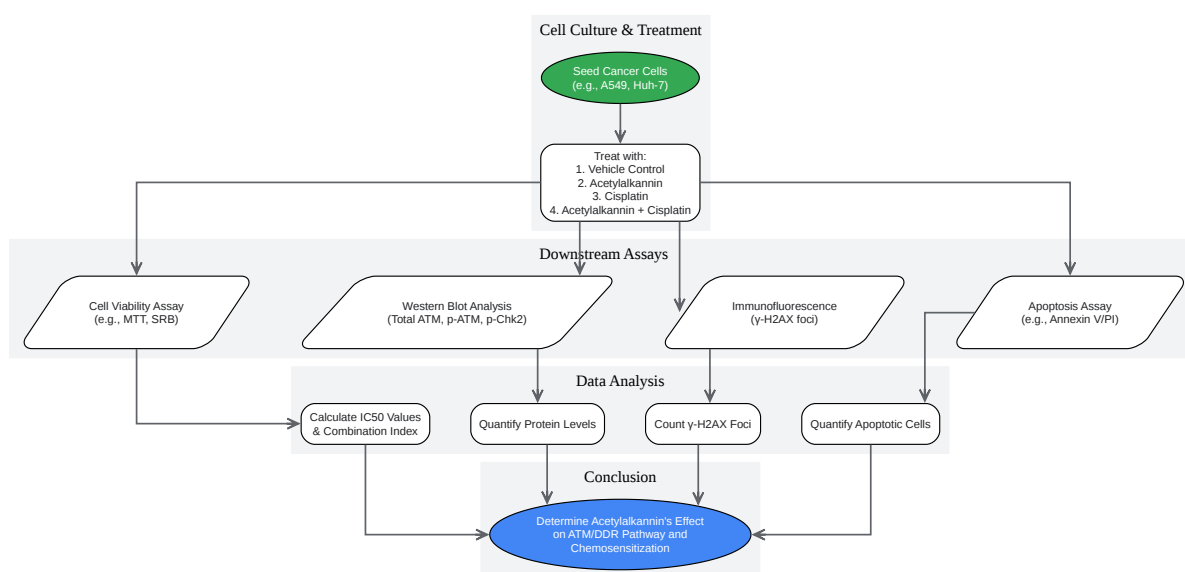 Cell Culture & Treatment
Seed Cancer Cells
(e.g., A549, Huh-7)
Treat with:
1. Vehicle Control
2. Acetylalkannin
3. Cisplatin
4. Acetylalkannin + Cisplatin
Downstream Assays
Cell Viability Assay
(e.g., MTT, SRB)
Western Blot Analysis
(Total ATM, p-ATM, p-Chk2)
Immunofluorescence
(γ-H2AX foci)
Apoptosis Assay
(e.g., Annexin V/PI)
Data Analysis
Calculate IC50 Values
& Combination Index
Quantify Protein Levels
Count γ-H2AX Foci
Quantify Apoptotic Cells
Conclusion
Determine Acetylalkannin's Effect
on ATM/DDR Pathway and
Chemosensitization